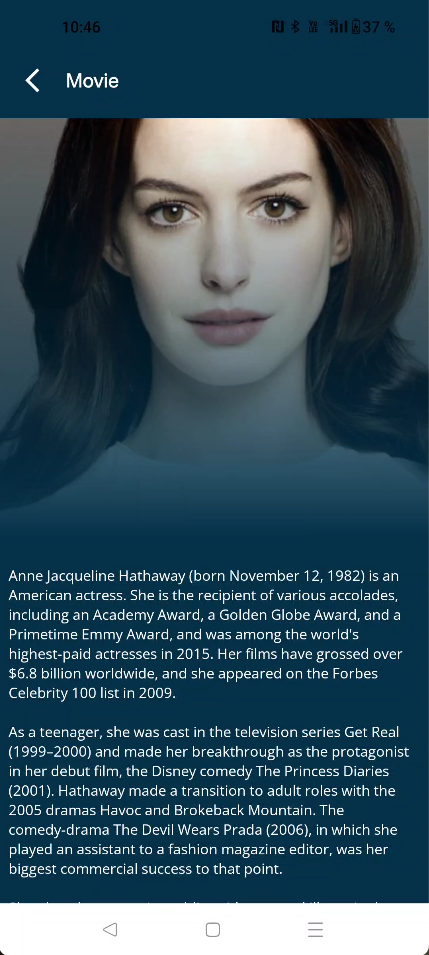 10:46
37 %
Movie
Anne Jacqueline Hathaway (born November 12, 1982) is an
American actress. She is the recipient of various accolades,
including an Academy Award, a Golden Globe Award, and a
Primetime Emmy Award, and was among the world's
highest-paid actresses in 2015. Her films have grossed over
$6.8 billion worldwide, and she appeared on the Forbes
Celebrity 100 list in 2009.
As a teenager, she was cast in the television series Get Real
(1999–2000) and made her breakthrough as the protagonist
in her debut film, the Disney comedy The Princess Diaries
(2001). Hathaway made a transition to adult roles with the
2005 dramas Havoc and Brokeback Mountain. The
comedy-drama The Devil Wears Prada (2006), in which she
played an assistant to a fashion magazine editor, was her
biggest commercial success to that point.